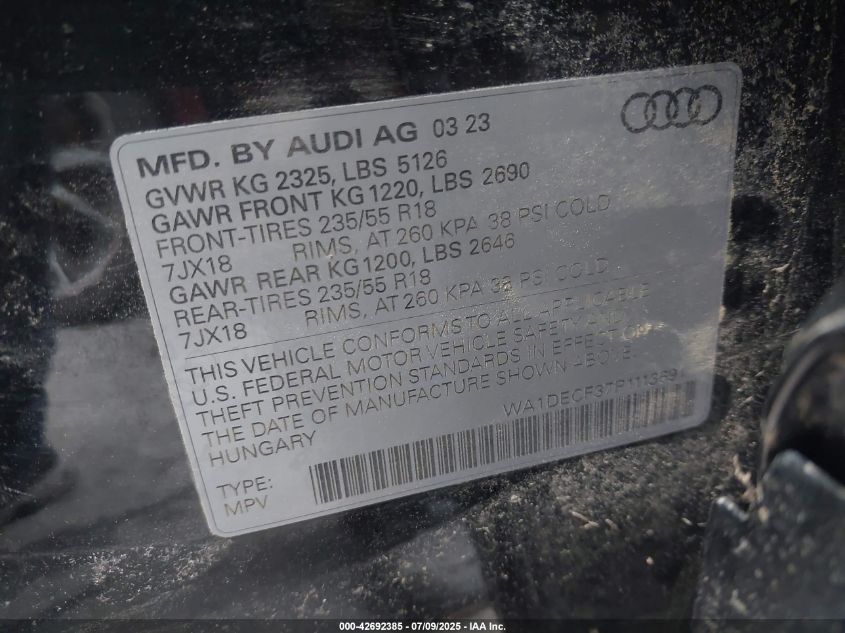 MFD. BY AUDI AG 03 23
GVWR KG 2325, LBS 5126
GAWR FRONT KG 1220, LBS 2690
FRONT-TIRES 235/55 R18
7JX18 RIMS, AT 260 KPA 38 PSI COLD
GAWR REAR KG 1200, LBS 2646
REAR-TIRES 235/55 R18
7JX18 RIMS, AT 260 KPA 38 PSI COLD
THIS VEHICLE CONFORMS TO ALL APPLICABLE
U.S. FEDERAL MOTOR VEHICLE SAFETY AND
THEFT PREVENTION STANDARDS IN EFFECT ON
THE DATE OF MANUFACTURE SHOWN ABOVE.
HUNGARY WA1DECF37P1113691
TYPE:
MPV
000-42692385 - 07/09/2025 - IAA Inc.